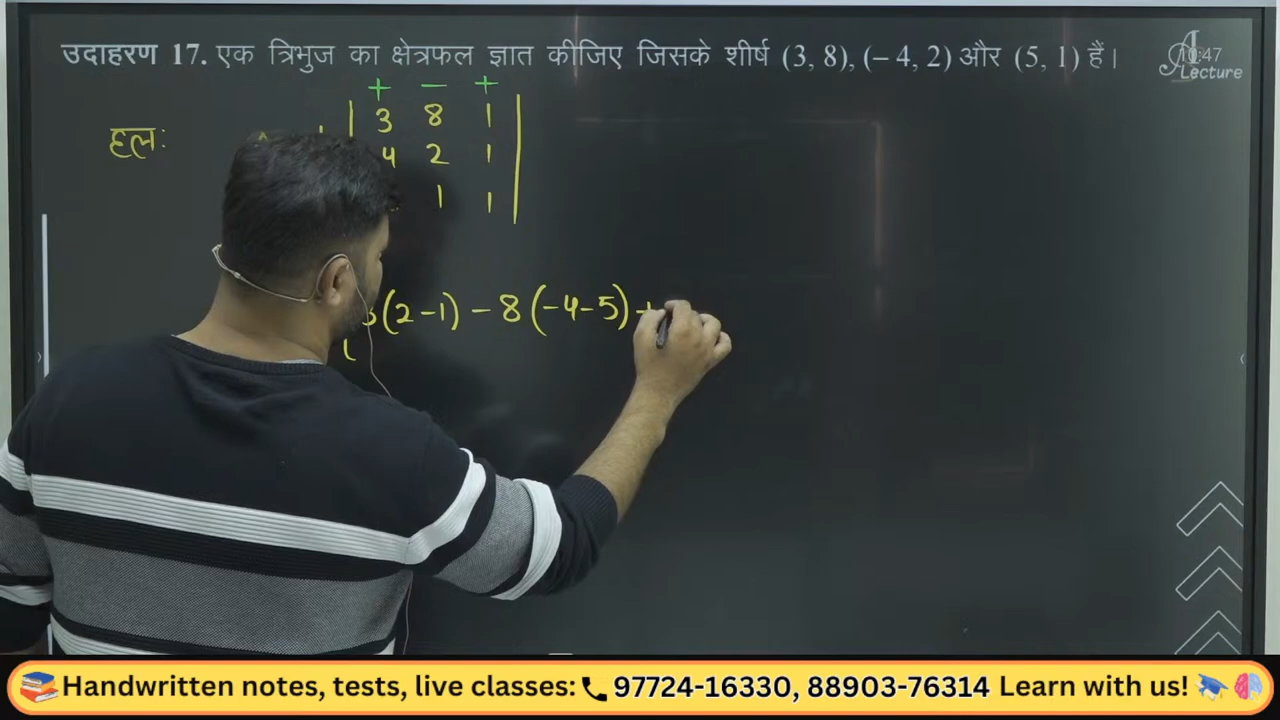 उदाहरण 17. एक त्रिभुज का क्षेत्रफल ज्ञात कीजिए जिसके शीर्ष (3, 8), (– 4, 2) और (5, 1) हैं।
10:47
Lecture
+ − +
हल:
3 8 1
4 2 1
1 1
(2-1) - 8(-4-5) +
📚Handwritten notes, tests, live classes: 📞 97724-16330, 88903-76314 Learn with us! 🎓🧠